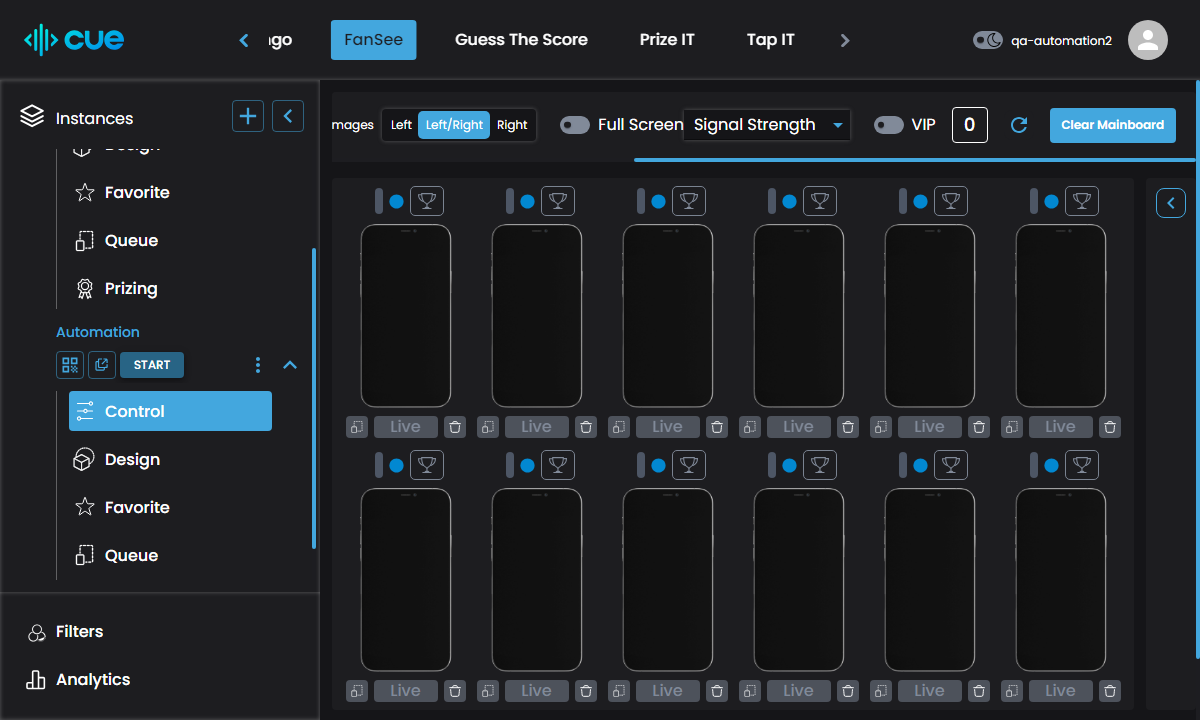 cue
FanSee
Guess The Score
Prize IT
Tap IT
qa-automation2
Instances
Design
Favorite
Queue
Prizing
Automation
START
Control
Design
Favorite
Queue
Filters
Analytics
Left
Left/Right
Right
Full Screen
Signal Strength
VIP
0
Clear Mainboard
Live Live Live Live Live Live
Live Live Live Live Live Live